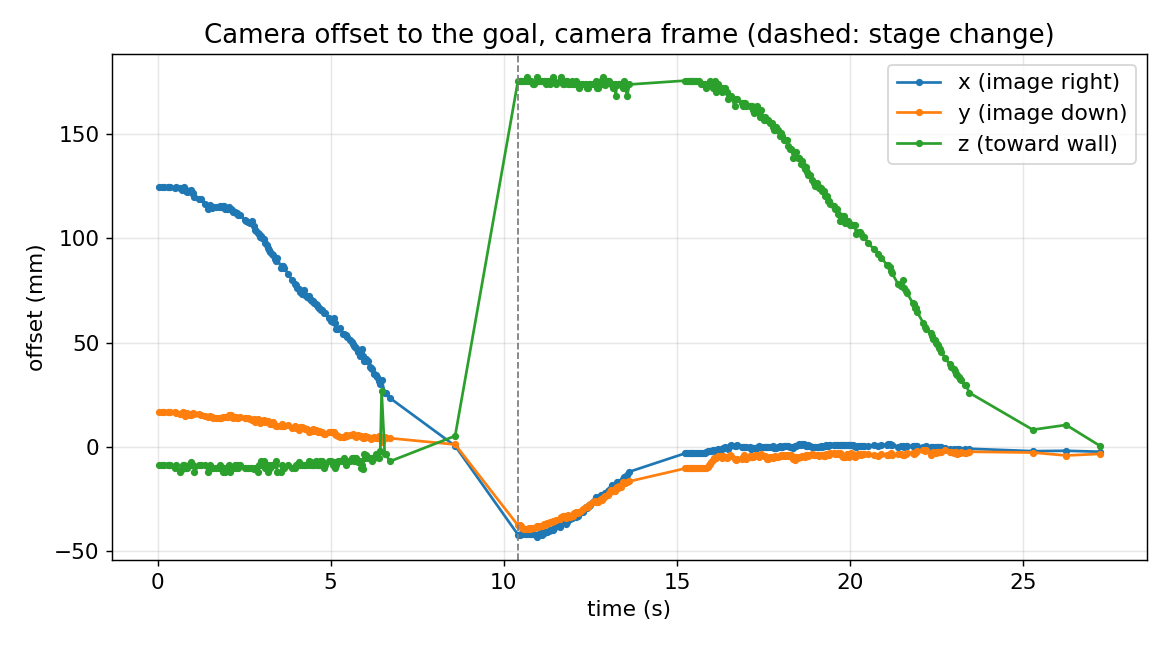 Camera offset to the goal, camera frame (dashed: stage change)
x (image right)
y (image down)
z (toward wall)
offset (mm)
150
100
50
0
−50
0 5 10 15 20 25
time (s)